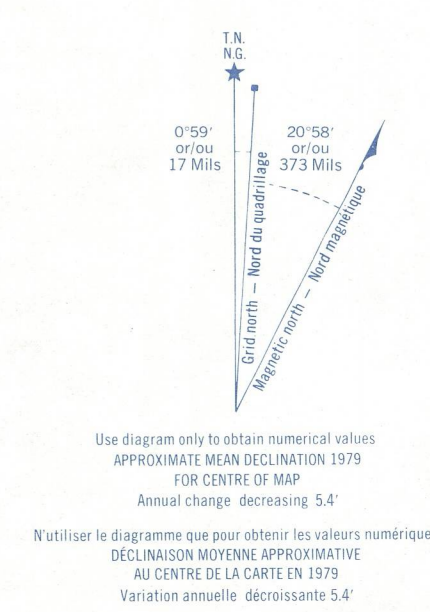 T.N.
N.G.
0°59′
or/ou
17 Mils
20°58′
or/ou
373 Mils
Grid north – Nord du quadrillage
Magnetic north – Nord magnétique
Use diagram only to obtain numerical values
APPROXIMATE MEAN DECLINATION 1979
FOR CENTRE OF MAP
Annual change decreasing 5.4′
N'utiliser le diagramme que pour obtenir les valeurs numérique
DÉCLINAISON MOYENNE APPROXIMATIVE
AU CENTRE DE LA CARTE EN 1979
Variation annuelle décroissante 5.4′